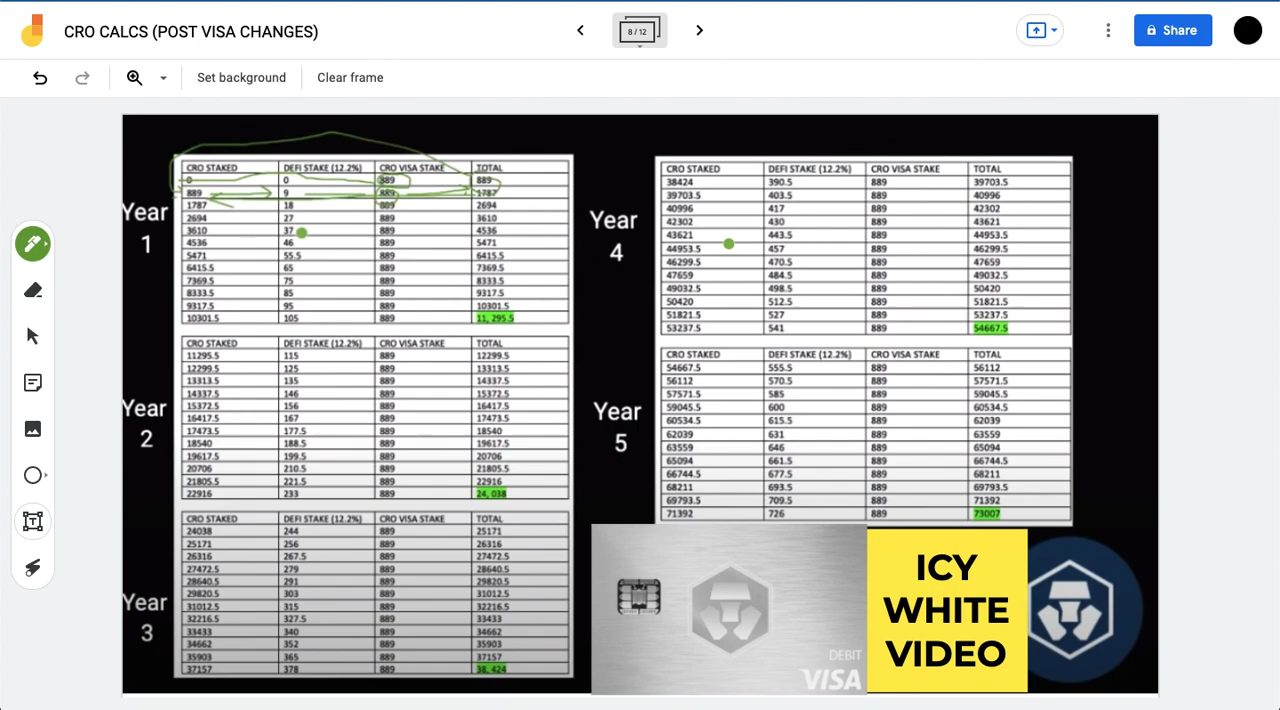 CRO CALCS (POST VISA CHANGES)
8 / 12
Share
Set background
Clear frame
Year 1
CRO STAKED DEFI STAKE (12.2%) CRO VISA STAKE TOTAL
0 0 889 889
889 9 889 1787
1787 18 889 2694
2694 27 889 3610
3610 37 889 4536
4536 46 889 5471
5471 55.5 889 6415.5
6415.5 65 889 7369.5
7369.5 75 889 8333.5
8333.5 85 889 9317.5
9317.5 95 889 10301.5
10301.5 105 889 11, 295.5
Year 2
CRO STAKED DEFI STAKE (12.2%) CRO VISA STAKE TOTAL
11295.5 115 889 12299.5
12299.5 125 889 13313.5
13313.5 135 889 14337.5
14337.5 146 889 15372.5
15372.5 156 889 16417.5
16417.5 167 889 17473.5
17473.5 177.5 889 18540
18540 188.5 889 19617.5
19617.5 199.5 889 20706
20706 210.5 889 21805.5
21805.5 221.5 889 22916
22916 233 889 24, 038
Year 3
CRO STAKED DEFI STAKE (12.2%) CRO VISA STAKE TOTAL
24038 244 889 25171
25171 256 889 26316
26316 267.5 889 27472.5
27472.5 279 889 28640.5
28640.5 291 889 29820.5
29820.5 303 889 31012.5
31012.5 315 889 32216.5
32216.5 327.5 889 33433
33433 340 889 34662
34662 352 889 35903
35903 365 889 37157
37157 378 889 38, 424
Year 4
CRO STAKED DEFI STAKE (12.2%) CRO VISA STAKE TOTAL
38424 390.5 889 39703.5
39703.5 403.5 889 40996
40996 417 889 42302
42302 430 889 43621
43621 443.5 889 44953.5
44953.5 457 889 46299.5
46299.5 470.5 889 47659
47659 484.5 889 49032.5
49032.5 498.5 889 50420
50420 512.5 889 51821.5
51821.5 527 889 53237.5
53237.5 541 889 54667.5
Year 5
CRO STAKED DEFI STAKE (12.2%) CRO VISA STAKE TOTAL
54667.5 555.5 889 56112
56112 570.5 889 57571.5
57571.5 585 889 59045.5
59045.5 600 889 60534.5
60534.5 615.5 889 62039
62039 631 889 63559
63559 646 889 65094
65094 661.5 889 66744.5
66744.5 677.5 889 68211
68211 693.5 889 69793.5
69793.5 709.5 889 71392
71392 726 889 73007
DEBIT
VISA
ICY
WHITE
VIDEO